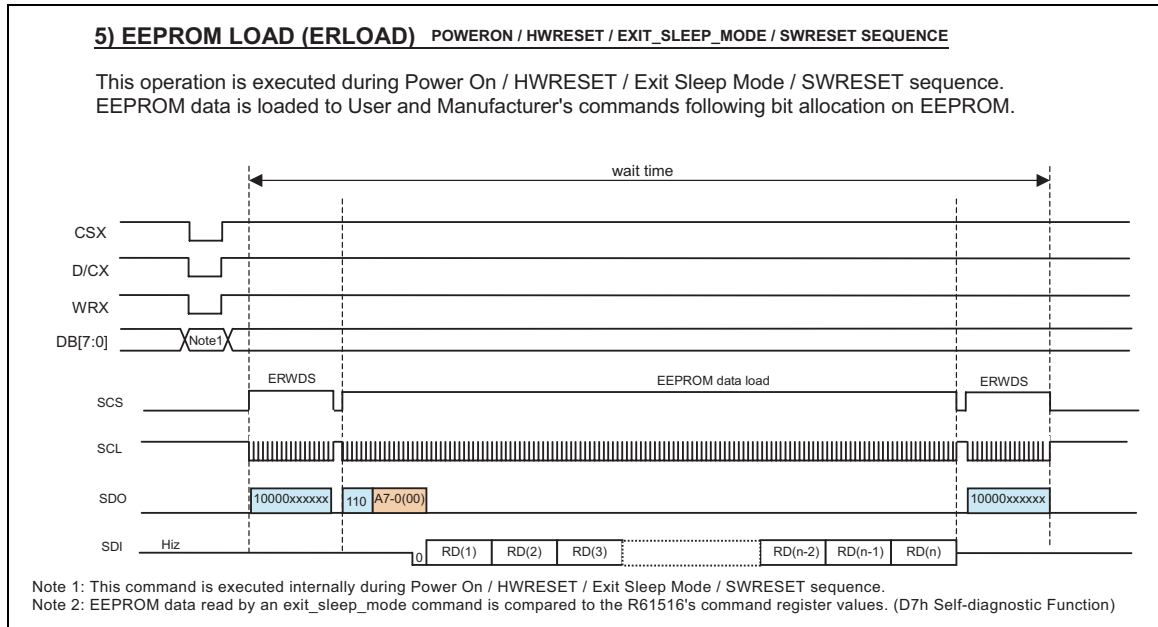 5) EEPROM LOAD (ERLOAD) POWERON / HWRESET / EXIT_SLEEP_MODE / SWRESET SEQUENCE
This operation is executed during Power On / HWRESET / Exit Sleep Mode / SWRESET sequence.
EEPROM data is loaded to User and Manufacturer's commands following bit allocation on EEPROM.
wait time
CSX
D/CX
WRX
DB[7:0] Note1
ERWDS EEPROM data load ERWDS
SCS
SCL
SDO 10000xxxxxx 110 A7-0(00) 10000xxxxxx
SDI Hiz 0 RD(1) RD(2) RD(3) RD(n-2) RD(n-1) RD(n)
Note 1: This command is executed internally during Power On / HWRESET / Exit Sleep Mode / SWRESET sequence.
Note 2: EEPROM data read by an exit_sleep_mode command is compared to the R61516's command register values. (D7h Self-diagnostic Function)